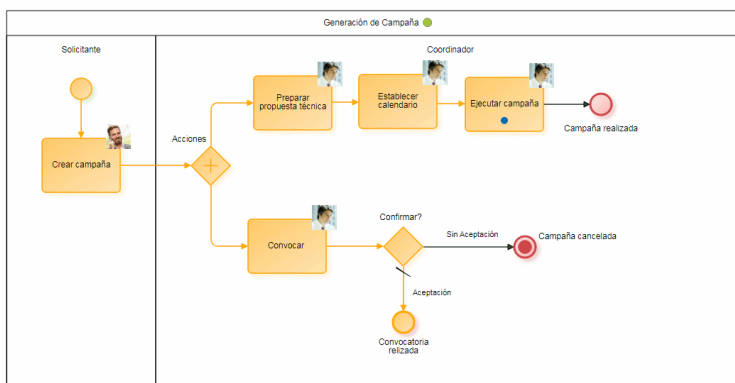 Generación de Campaña
Solicitante
Coordinador
Preparar
propuesta técnica
Establecer
calendario
Ejecutar campaña
Campaña realizada
Acciones
Crear campaña
Confirmar?
Convocar
Sin Aceptación
Campaña cancelada
Aceptación
Convocatoria
relizada